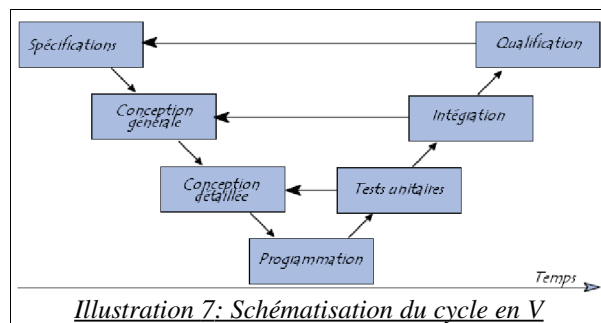 Spécifications
Qualification
Conception
générale
Intégration
Conception
détaillée
Tests unitaires
Programmation
Temps
Illustration 7: Schématisation du cycle en V